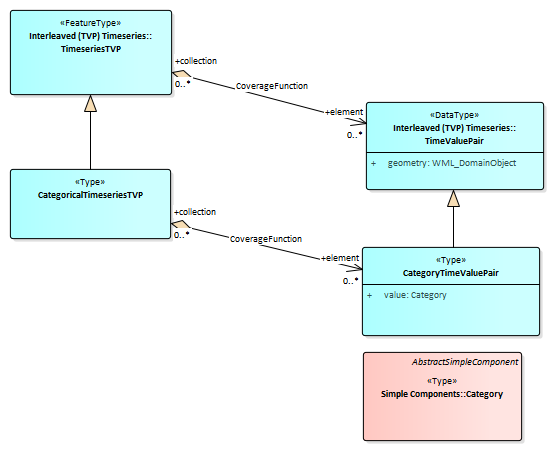 «FeatureType»
Interleaved (TVP) Timeseries::
TimeseriesTVP
+collection
0..*
CoverageFunction
+element
0..*
«DataType»
Interleaved (TVP) Timeseries::
TimeValuePair
+ geometry: WML_DomainObject
«Type»
CategoricalTimeseriesTVP
+collection
0..*
CoverageFunction
+element
0..*
«Type»
CategoryTimeValuePair
+ value: Category
AbstractSimpleComponent
«Type»
Simple Components::Category